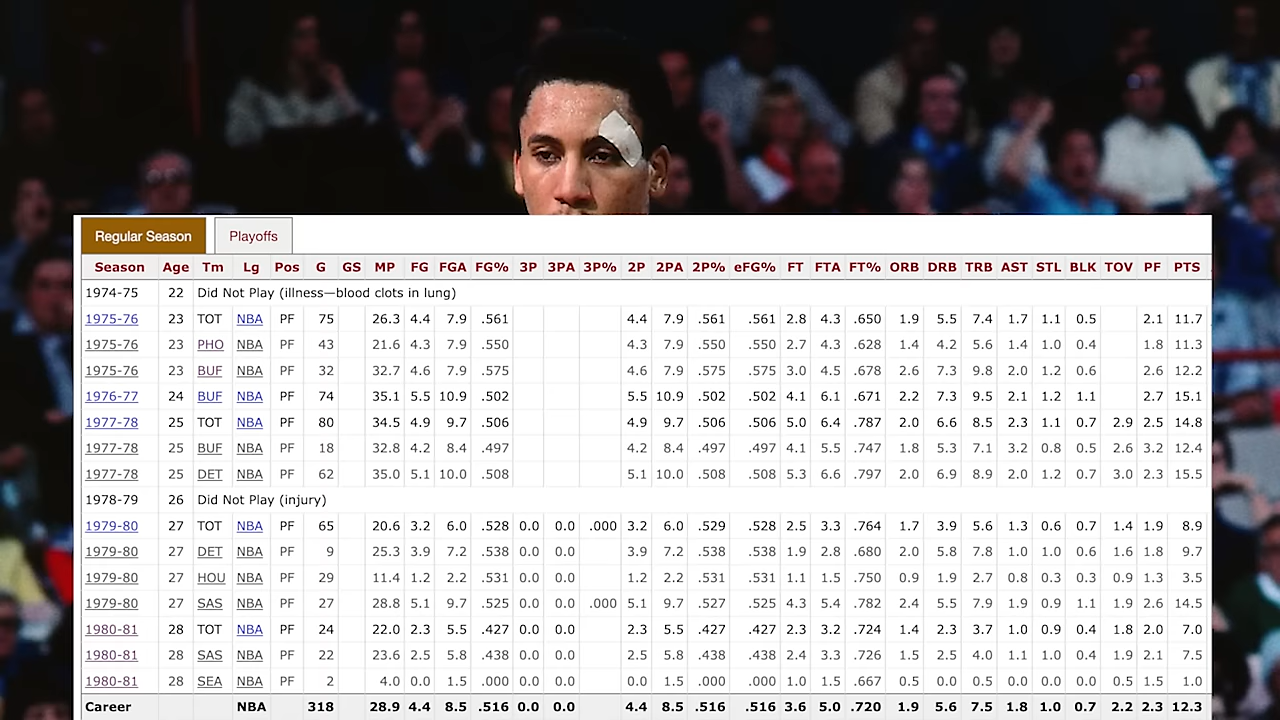 Regular Season Playoffs
Season Age Tm Lg Pos G GS MP FG FGA FG% 3P 3PA 3P% 2P 2PA 2P% eFG% FT FTA FT% ORB DRB TRB AST STL BLK TOV PF PTS
1974-75 22 Did Not Play (illness—blood clots in lung)
1975-76 23 TOT NBA PF 75 26.3 4.4 7.9 .561 4.4 7.9 .561 .561 2.8 4.3 .650 1.9 5.5 7.4 1.7 1.1 0.5 2.1 11.7
1975-76 23 PHO NBA PF 43 21.6 4.3 7.9 .550 4.3 7.9 .550 .550 2.7 4.3 .628 1.4 4.2 5.6 1.4 1.0 0.4 1.8 11.3
1975-76 23 BUF NBA PF 32 32.7 4.6 7.9 .575 4.6 7.9 .575 .575 3.0 4.5 .678 2.6 7.3 9.8 2.0 1.2 0.6 2.6 12.2
1976-77 24 BUF NBA PF 74 35.1 5.5 10.9 .502 5.5 10.9 .502 .502 4.1 6.1 .671 2.2 7.3 9.5 2.1 1.2 1.1 2.7 15.1
1977-78 25 TOT NBA PF 80 34.5 4.9 9.7 .506 4.9 9.7 .506 .506 5.0 6.4 .787 2.0 6.6 8.5 2.3 1.1 0.7 2.9 2.5 14.8
1977-78 25 BUF NBA PF 18 32.8 4.2 8.4 .497 4.2 8.4 .497 .497 4.1 5.5 .747 1.8 5.3 7.1 3.2 0.8 0.5 2.6 3.2 12.4
1977-78 25 DET NBA PF 62 35.0 5.1 10.0 .508 5.1 10.0 .508 .508 5.3 6.6 .797 2.0 6.9 8.9 2.0 1.2 0.7 3.0 2.3 15.5
1978-79 26 Did Not Play (injury)
1979-80 27 TOT NBA PF 65 20.6 3.2 6.0 .528 0.0 0.0 .000 3.2 6.0 .529 .528 2.5 3.3 .764 1.7 3.9 5.6 1.3 0.6 0.7 1.4 1.9 8.9
1979-80 27 DET NBA PF 9 25.3 3.9 7.2 .538 0.0 0.0 3.9 7.2 .538 .538 1.9 2.8 .680 2.0 5.8 7.8 1.0 1.0 0.6 1.6 1.8 9.7
1979-80 27 HOU NBA PF 29 11.4 1.2 2.2 .531 0.0 0.0 1.2 2.2 .531 .531 1.1 1.5 .750 0.9 1.9 2.7 0.8 0.3 0.3 0.9 1.3 3.5
1979-80 27 SAS NBA PF 27 28.8 5.1 9.7 .525 0.0 0.0 .000 5.1 9.7 .527 .525 4.3 5.4 .782 2.4 5.5 7.9 1.9 0.9 1.1 1.9 2.6 14.5
1980-81 28 TOT NBA PF 24 22.0 2.3 5.5 .427 0.0 0.0 2.3 5.5 .427 .427 2.3 3.2 .724 1.4 2.3 3.7 1.0 0.9 0.4 1.8 2.0 7.0
1980-81 28 SAS NBA PF 22 23.6 2.5 5.8 .438 0.0 0.0 2.5 5.8 .438 .438 2.4 3.3 .726 1.5 2.5 4.0 1.1 1.0 0.4 1.9 2.1 7.5
1980-81 28 SEA NBA PF 2 4.0 0.0 1.5 .000 0.0 0.0 0.0 1.5 .000 .000 1.0 1.5 .667 0.5 0.0 0.5 0.0 0.0 0.0 0.5 1.5 1.0
Career NBA 318 28.9 4.4 8.5 .516 0.0 0.0 4.4 8.5 .516 .516 3.6 5.0 .720 1.9 5.6 7.5 1.8 1.0 0.7 2.2 2.3 12.3